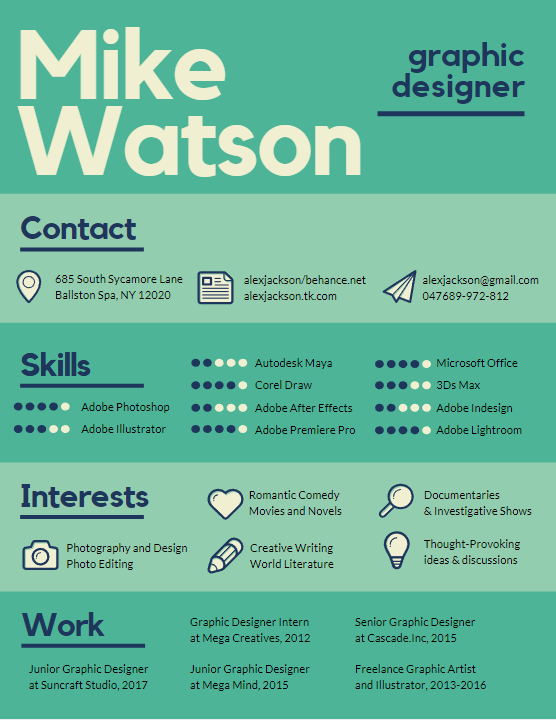 Mike
Watson
graphic
designer
Contact
685 South Sycamore Lane
Ballston Spa, NY 12020
alexjackson/behance.net
alexjackson.tk.com
alexjackson@gmail.com
047689-972-812
Skills
Adobe Photoshop
Adobe Illustrator
Autodesk Maya
Corel Draw
Adobe After Effects
Adobe Premiere Pro
Microsoft Office
3Ds Max
Adobe Indesign
Adobe Lightroom
Interests
Photography and Design
Photo Editing
Romantic Comedy
Movies and Novels
Creative Writing
World Literature
Documentaries
& Investigative Shows
Thought-Provoking
ideas & discussions
Work
Junior Graphic Designer
at Suncraft Studio, 2017
Graphic Designer Intern
at Mega Creatives, 2012
Junior Graphic Designer
at Mega Mind, 2015
Senior Graphic Designer
at Cascade.Inc, 2015
Freelance Graphic Artist
and Illustrator, 2013-2016